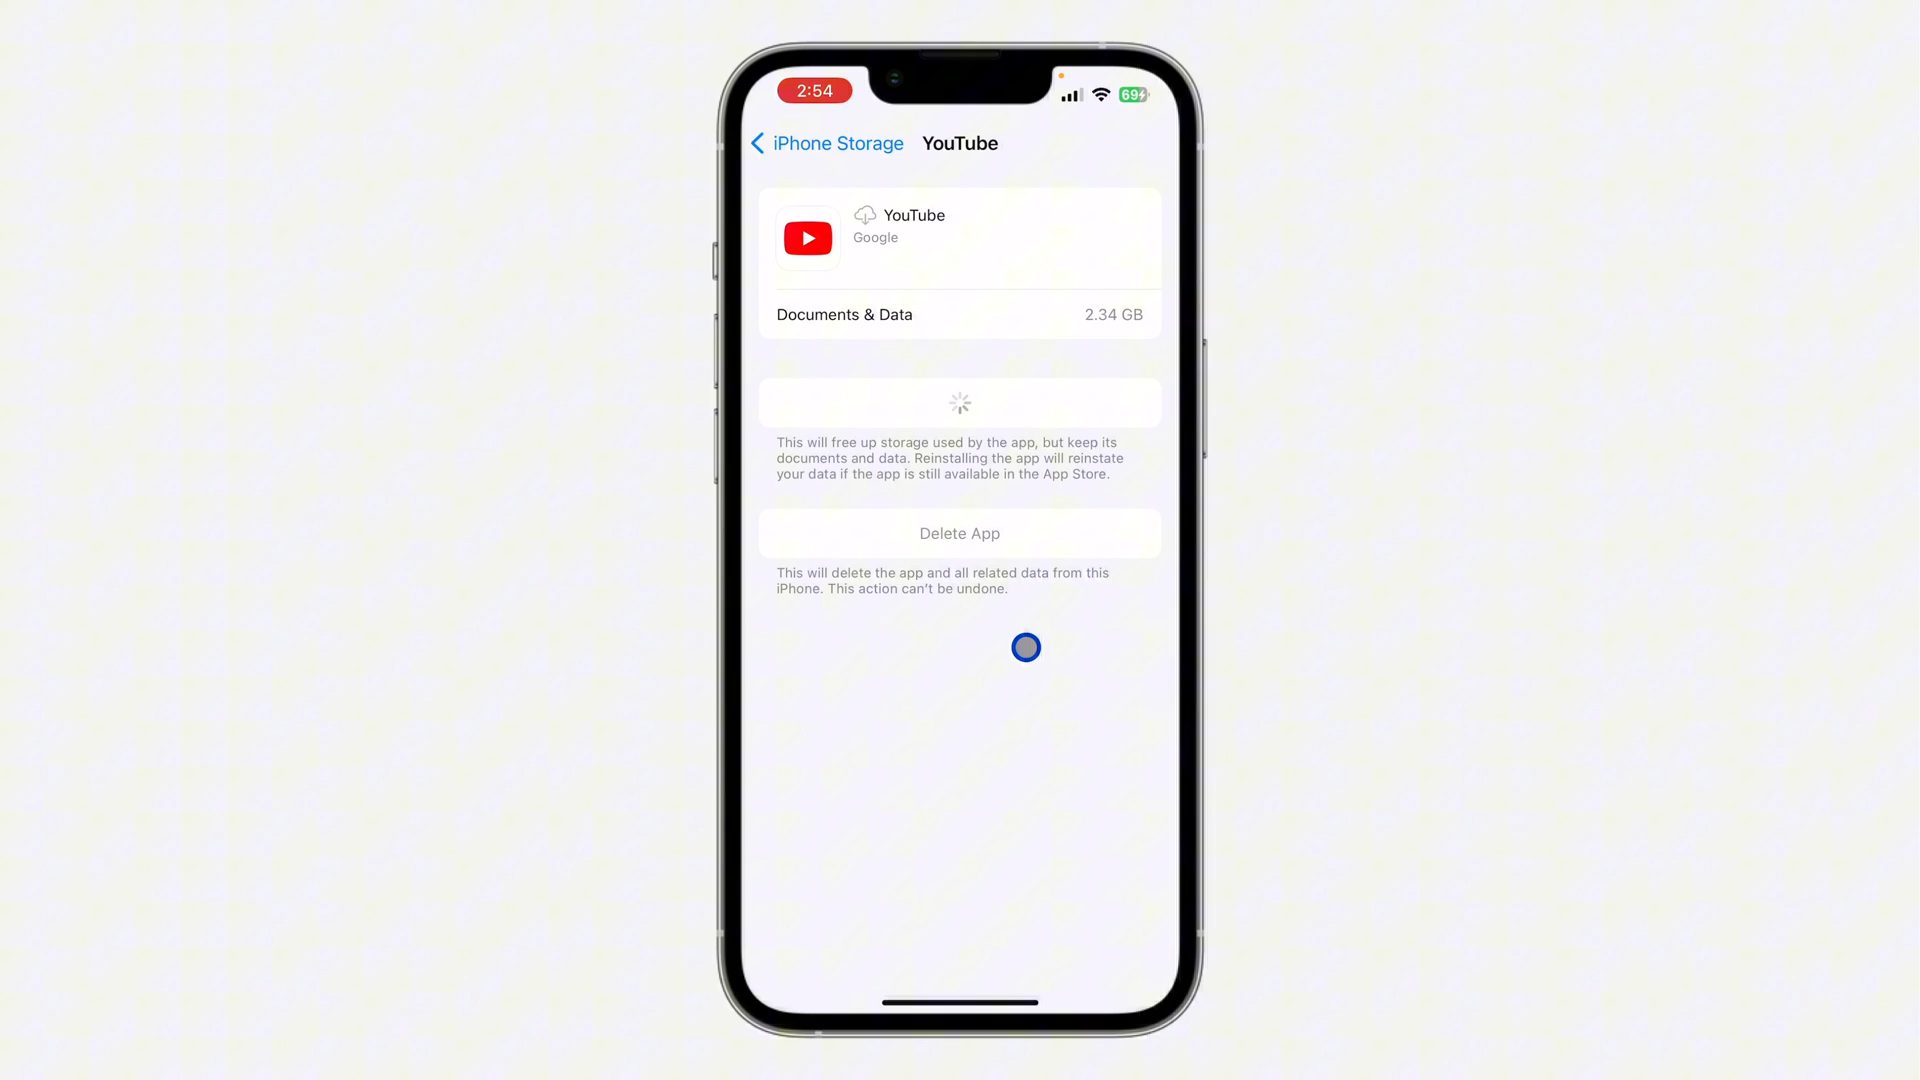 2:54
69
iPhone Storage YouTube
YouTube
Google
Documents & Data 2.34 GB
This will free up storage used by the app, but keep its
documents and data. Reinstalling the app will reinstate
your data if the app is still available in the App Store.
Delete App
This will delete the app and all related data from this
iPhone. This action can't be undone.